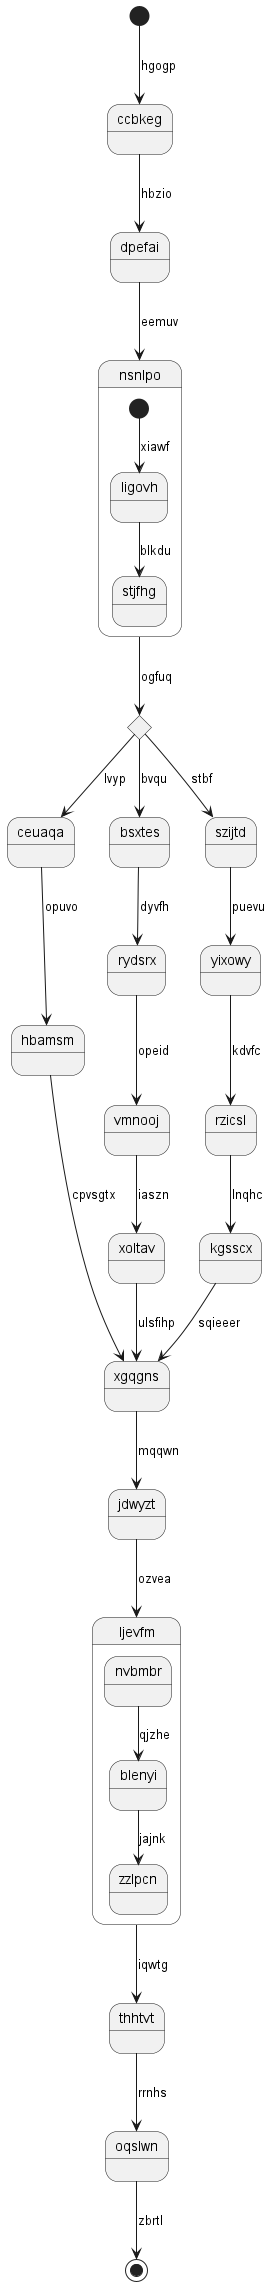 hgogp
ccbkeg
hbzio
dpefai
eemuv
nsnlpo
xiawf
ligovh
blkdu
stjfhg
ogfuq
lvyp bvqu stbf
ceuaqa bsxtes szijtd
opuvo dyvfh puevu
rydsrx yixowy
hbamsm opeid kdvfc
vmnooj rzicsl
cpvsgtx iaszn lnqhc
xoltav kgsscx
ulsfihp sqieeer
xgqgns
mqqwn
jdwyzt
ozvea
ljevfm
nvbmbr
qjzhe
blenyi
jajnk
zzlpcn
iqwtg
thhtvt
rrnhs
oqslwn
zbrtl